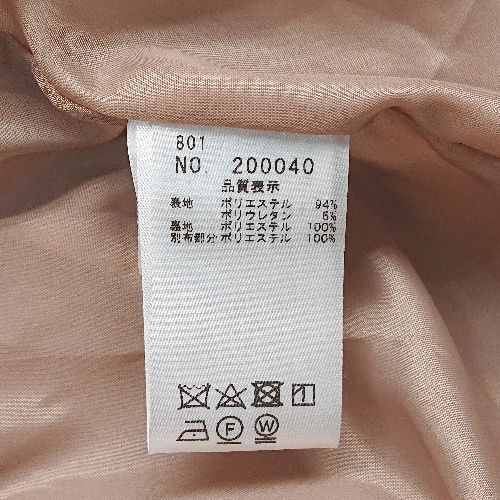 801
NO. 200040
品質表示
表地 ポリエステル 94%
ポリウレタン 6%
裏地 ポリエステル 100%
別布部分 ポリエステル 100%
F W